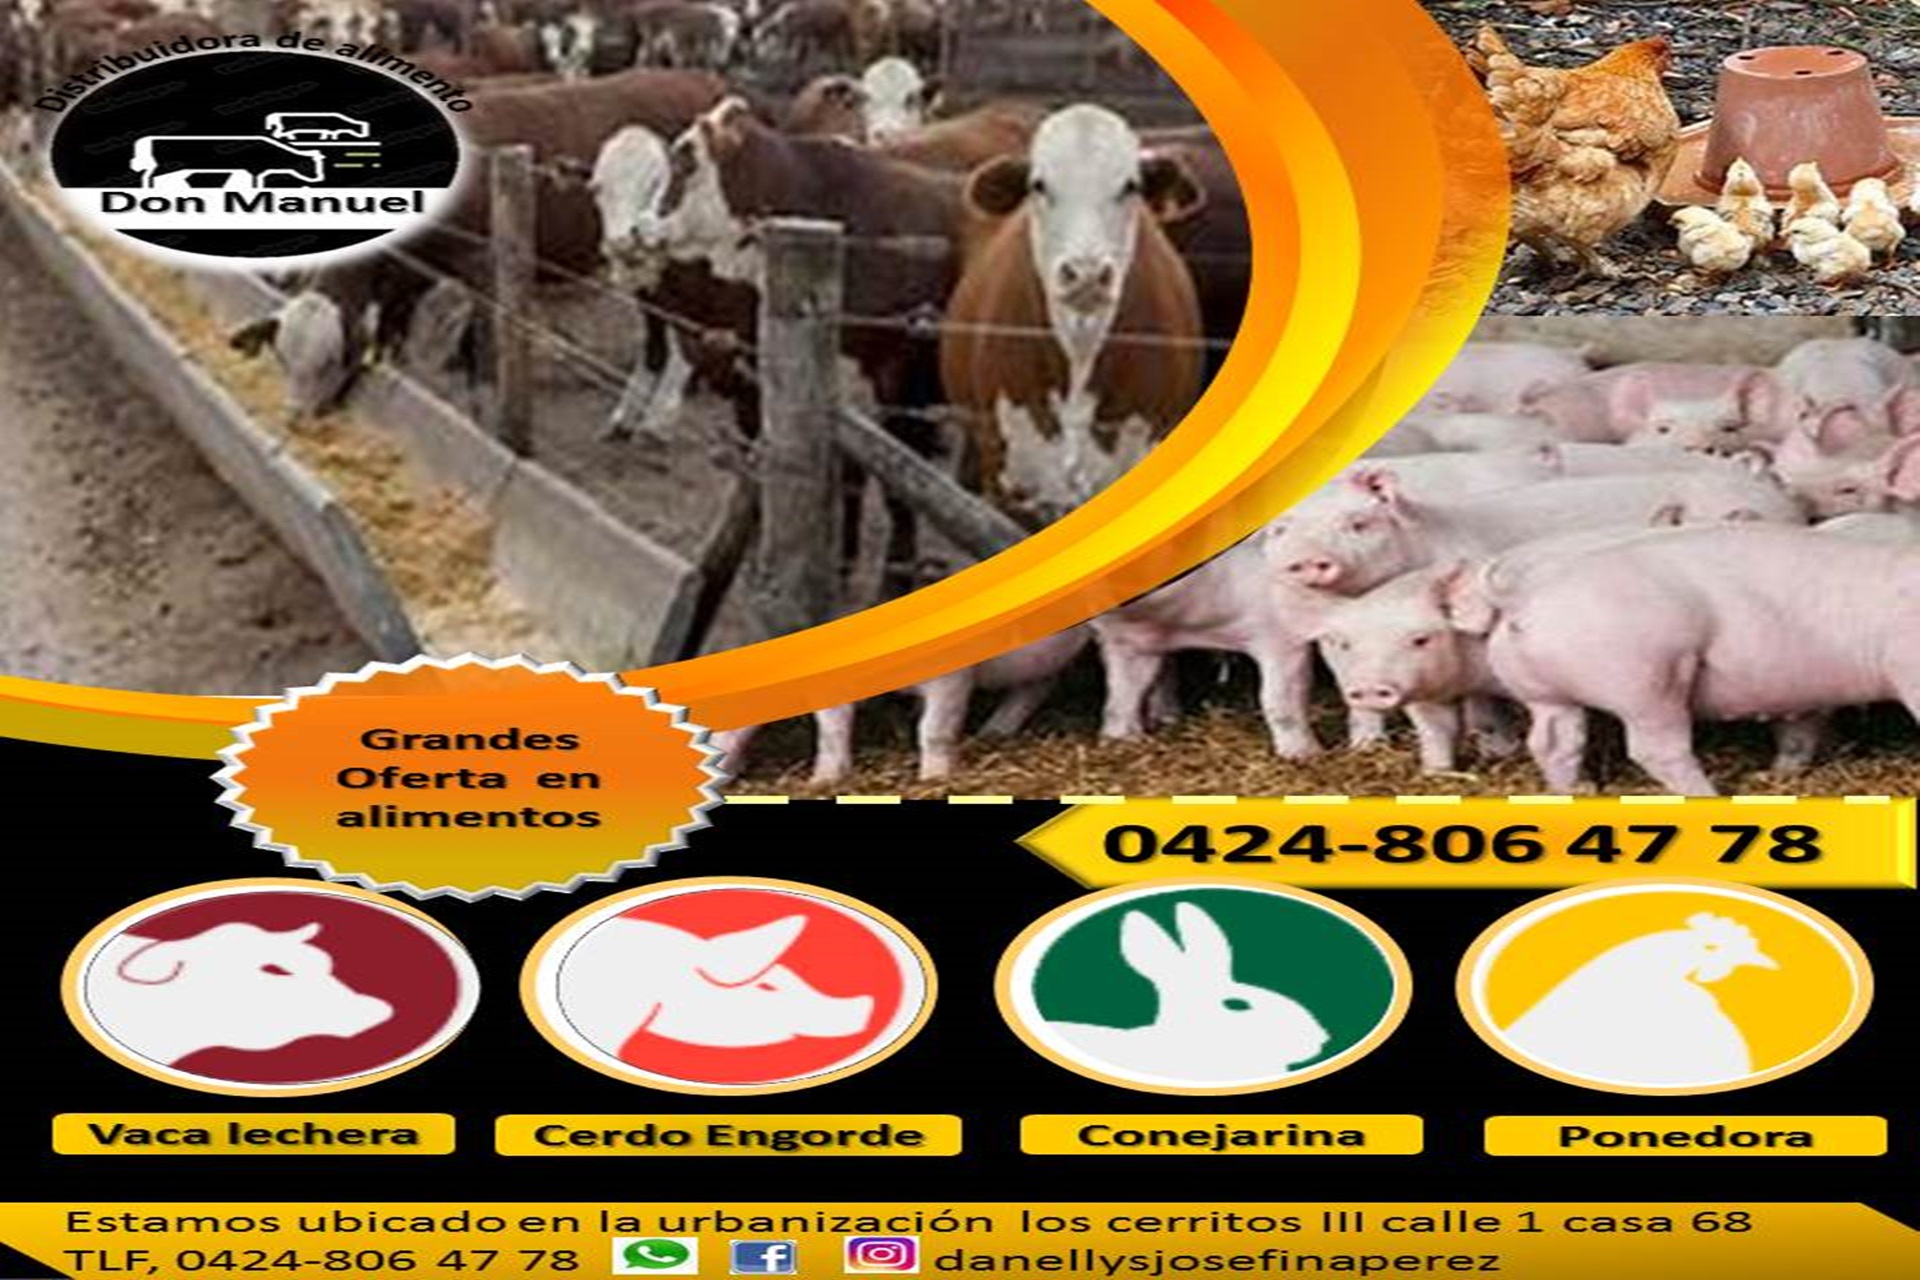 Distribuidora de alimento
Don Manuel
Grandes
Oferta en
alimentos
0424-806 47 78
Vaca lechera
Cerdo Engorde
Conejarina
Ponedora
Estamos ubicado en la urbanización los cerritos III calle 1 casa 68
TLF, 0424-806 47 78 danellysjosefinaperez